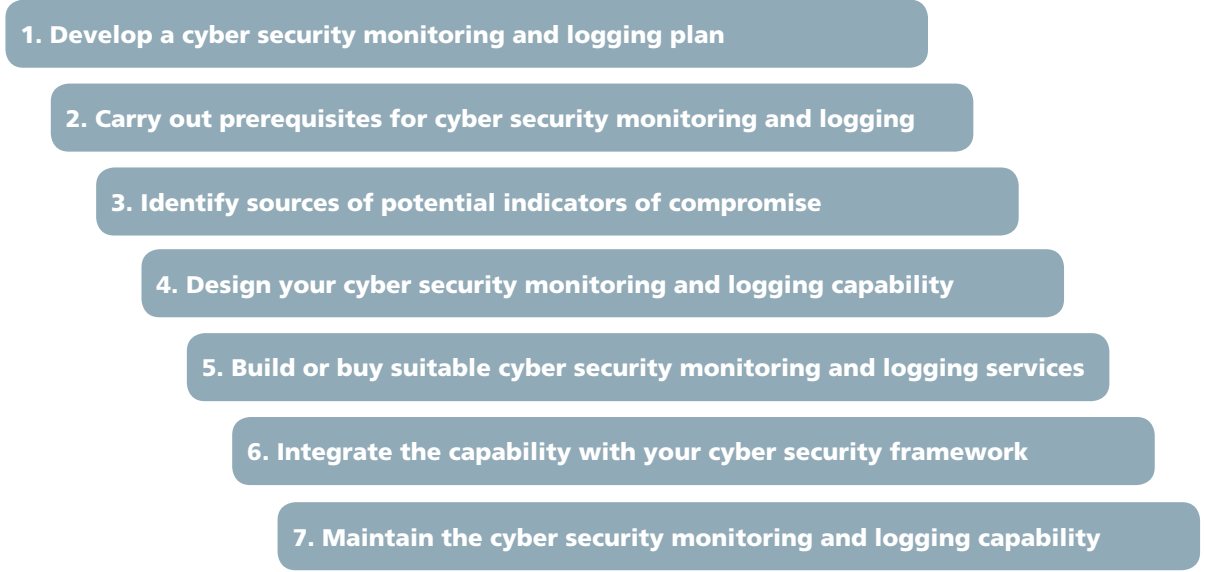 1. Develop a cyber security monitoring and logging plan
2. Carry out prerequisites for cyber security monitoring and logging
3. Identify sources of potential indicators of compromise
4. Design your cyber security monitoring and logging capability
5. Build or buy suitable cyber security monitoring and logging services
6. Integrate the capability with your cyber security framework
7. Maintain the cyber security monitoring and logging capability